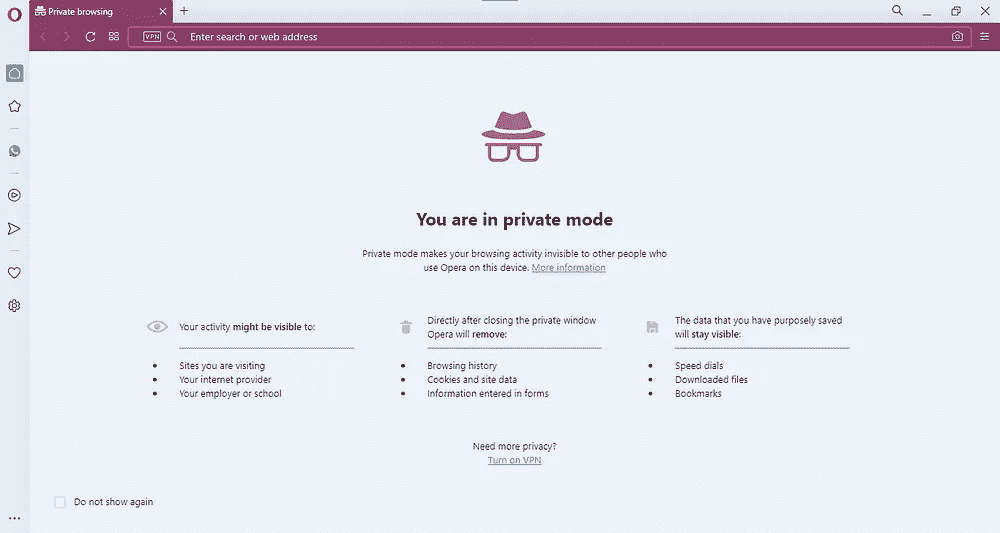 Private browsing
VPN Enter search or web address
You are in private mode
Private mode makes your browsing activity invisible to other people who
use Opera on this device. More information
Your activity might be visible to:
Sites you are visiting
Your internet provider
Your employer or school
Directly after closing the private window
Opera will remove:
Browsing history
Cookies and site data
Information entered in forms
The data that you have purposely saved
will stay visible:
Speed dials
Downloaded files
Bookmarks
Need more privacy?
Turn on VPN
Do not show again